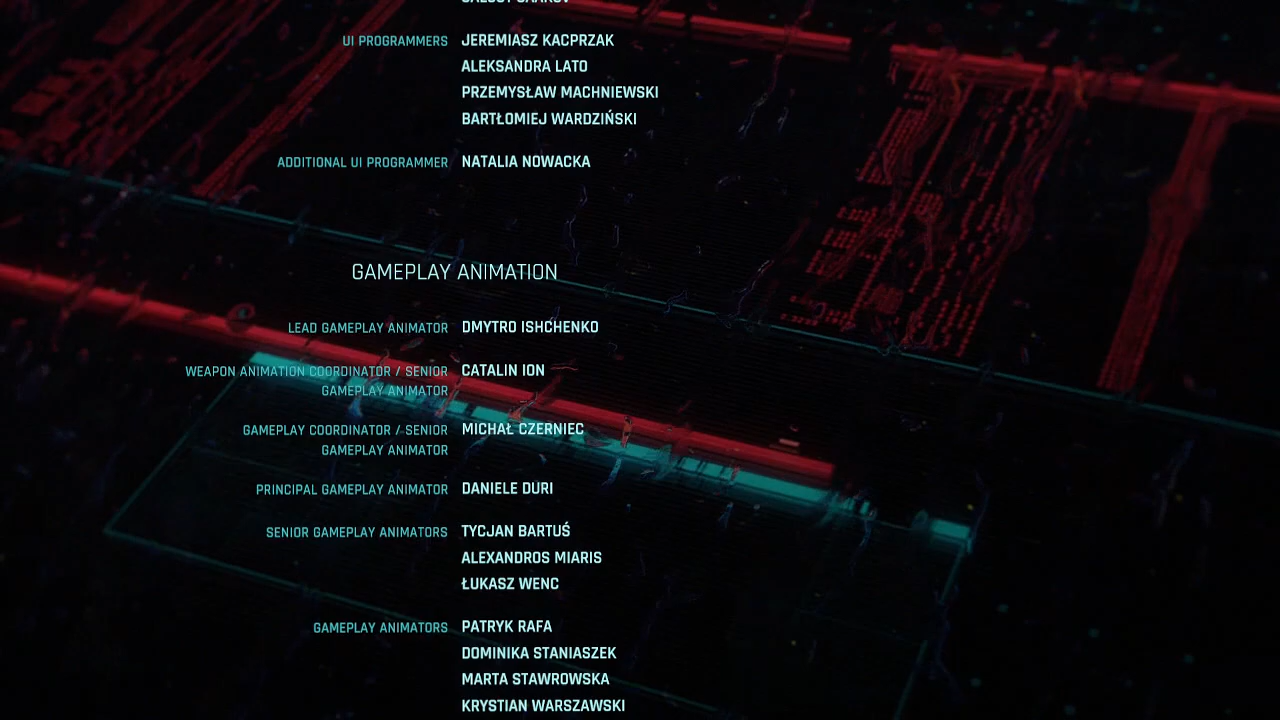 UI PROGRAMMERS JEREMIASZ KACPRZAK
ALEKSANDRA LATO
PRZEMYSŁAW MACHNIEWSKI
BARTŁOMIEJ WARDZIŃSKI
ADDITIONAL UI PROGRAMMER NATALIA NOWACKA
GAMEPLAY ANIMATION
LEAD GAMEPLAY ANIMATOR DMYTRO ISHCHENKO
WEAPON ANIMATION COORDINATOR / SENIOR CATALIN ION
GAMEPLAY ANIMATOR
GAMEPLAY COORDINATOR / SENIOR MICHAŁ CZERNIEC
GAMEPLAY ANIMATOR
PRINCIPAL GAMEPLAY ANIMATOR DANIELE DURI
SENIOR GAMEPLAY ANIMATORS TYCJAN BARTUŚ
ALEXANDROS MIARIS
ŁUKASZ WENC
GAMEPLAY ANIMATORS PATRYK RAFA
DOMINIKA STANIASZEK
MARTA STAWROWSKA
KRYSTIAN WARSZAWSKI